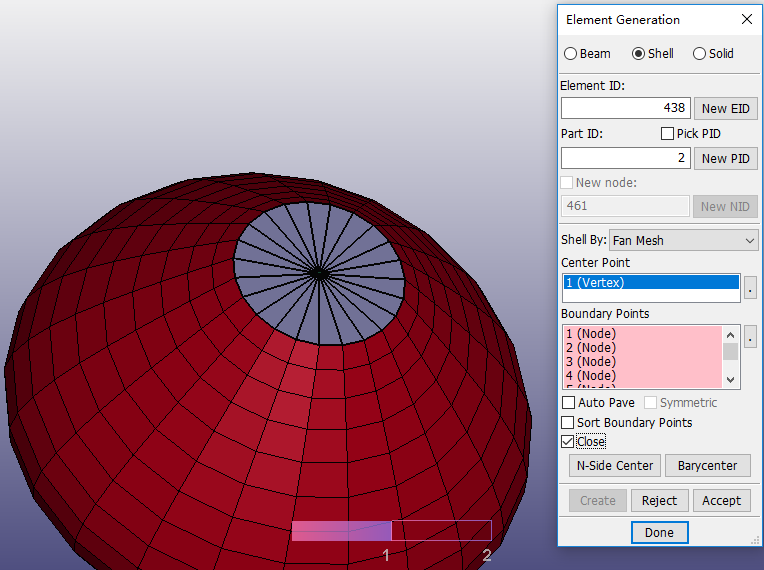 Element Generation
Beam Shell Solid
Element ID:
438 New EID
Part ID: Pick PID
2 New PID
New node:
461 New NID
Shell By: Fan Mesh
Center Point
1 (Vertex)
.
Boundary Points
1 (Node)
.
2 (Node)
3 (Node)
4 (Node)
Auto Pave Symmetric
Sort Boundary Points
Close
N-Side Center Barycenter
Create Reject Accept
Done
1 2